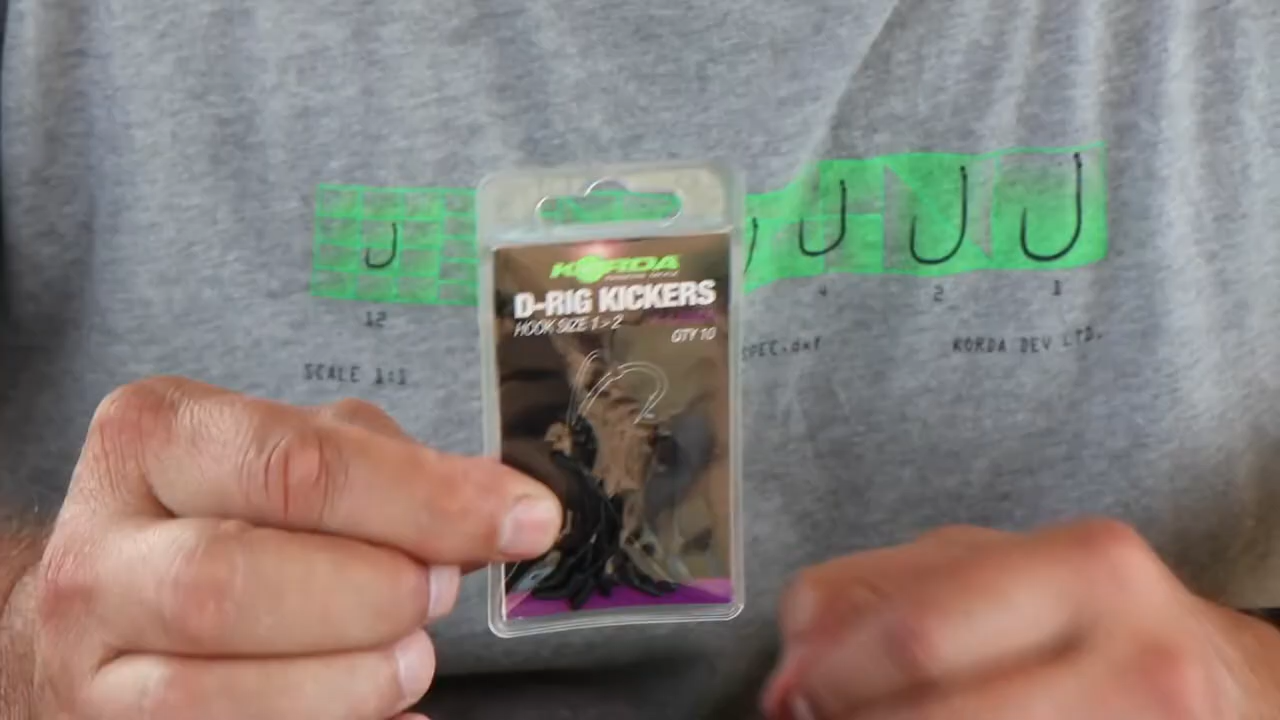 KORDA
D-RIG KICKERS
HOOK SIZE 1 > 2
QTY 10
12
4
2
1
SCALE 1:1
KORDA DEV LTD.